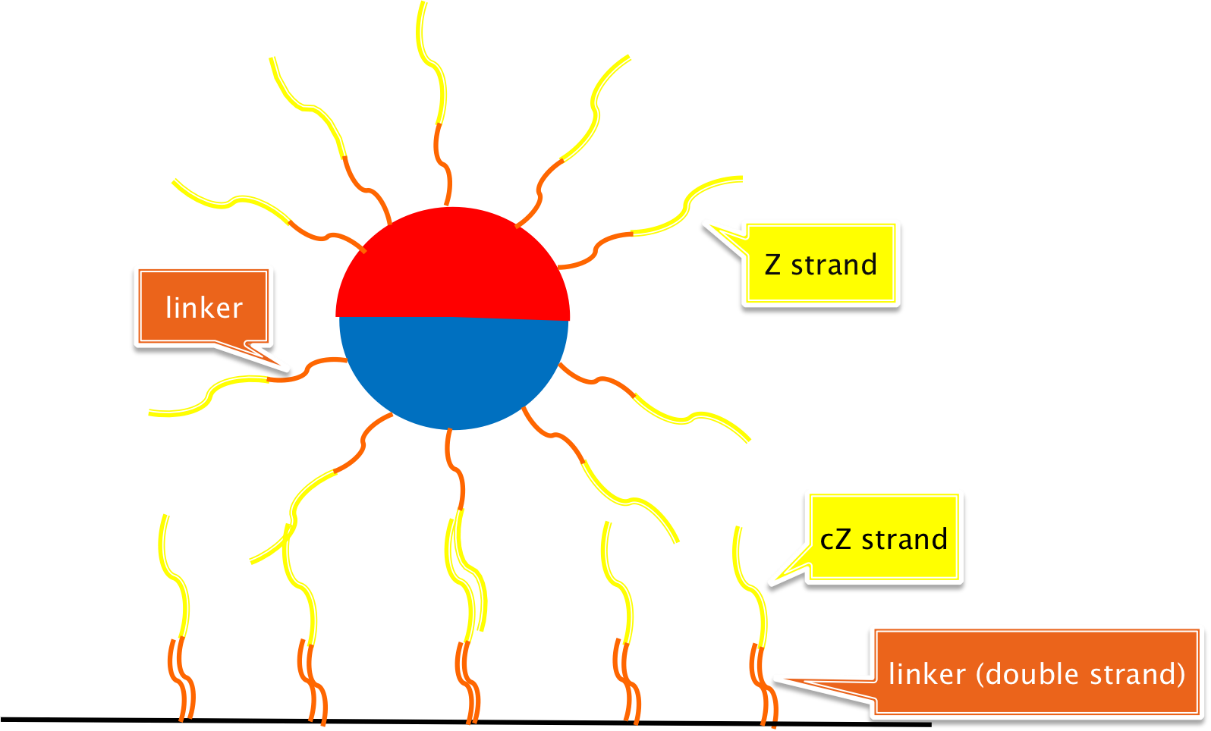 Z strand
linker
cZ strand
linker (double strand)